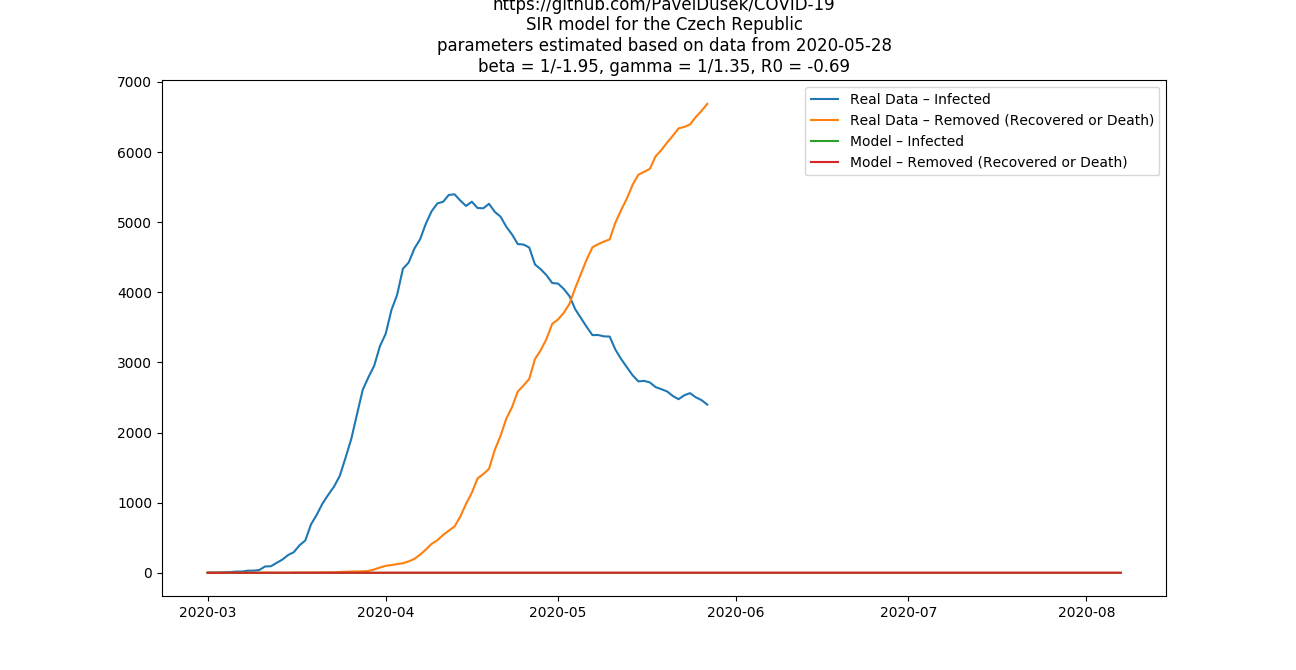 https://github.com/PavelDusek/COVID-19
SIR model for the Czech Republic
parameters estimated based on data from 2020-05-28
beta = 1/-1.95, gamma = 1/1.35, R0 = -0.69
7000
6000
5000
4000
3000
2000
1000
0
Real Data – Infected
Real Data – Removed (Recovered or Death)
Model – Infected
Model – Removed (Recovered or Death)
2020-03
2020-04
2020-05
2020-06
2020-07
2020-08